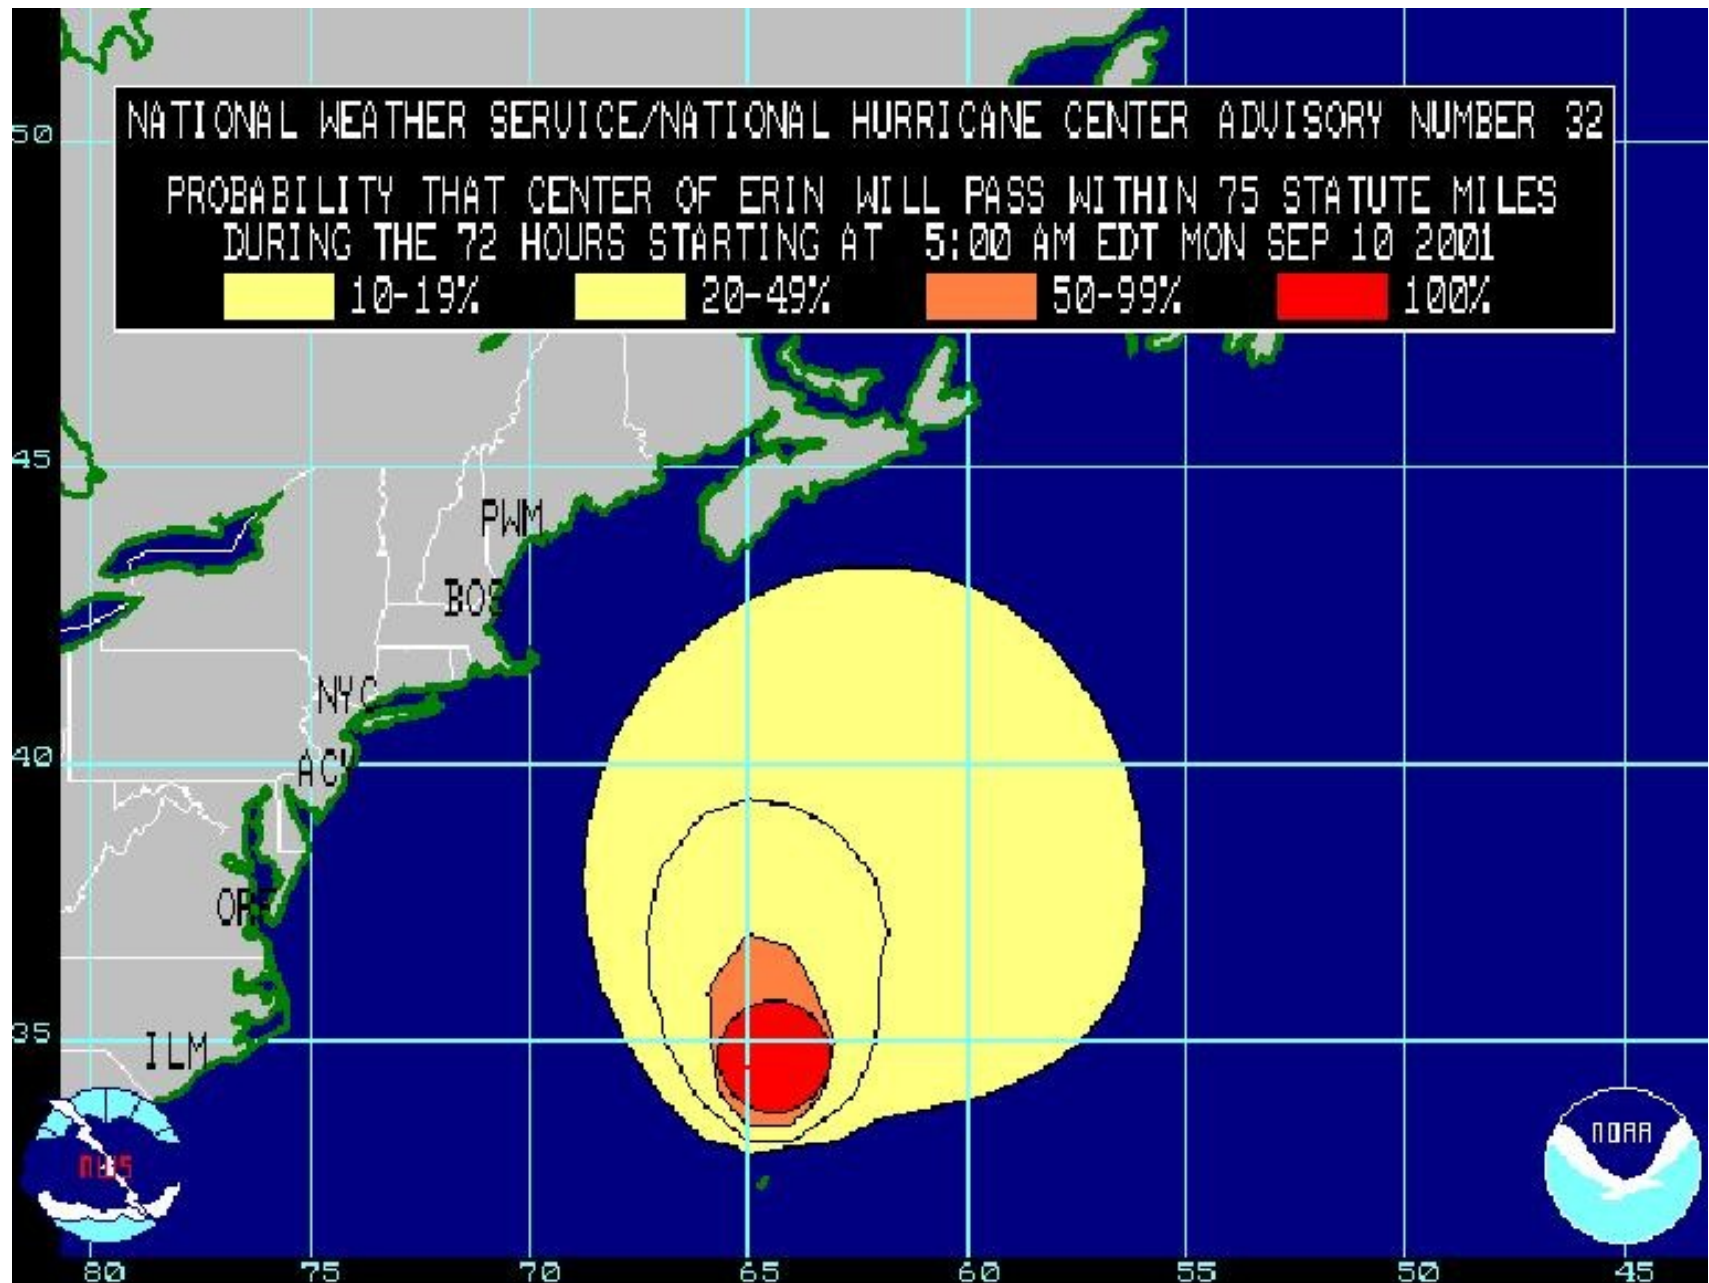 NATIONAL WEATHER SERVICE/NATIONAL HURRICANE CENTER ADVISORY NUMBER 32
PROBABILITY THAT CENTER OF ERIN WILL PASS WITHIN 75 STATUTE MILES
DURING THE 72 HOURS STARTING AT 5:00 AM EDT MON SEP 10 2001
10-19% 20-49% 50-99% 100%
50
45
PWM
BOS
NYC
40
AC
ORF
35
ILM
NWS
NOAA
80 75 70 65 60 55 50 45